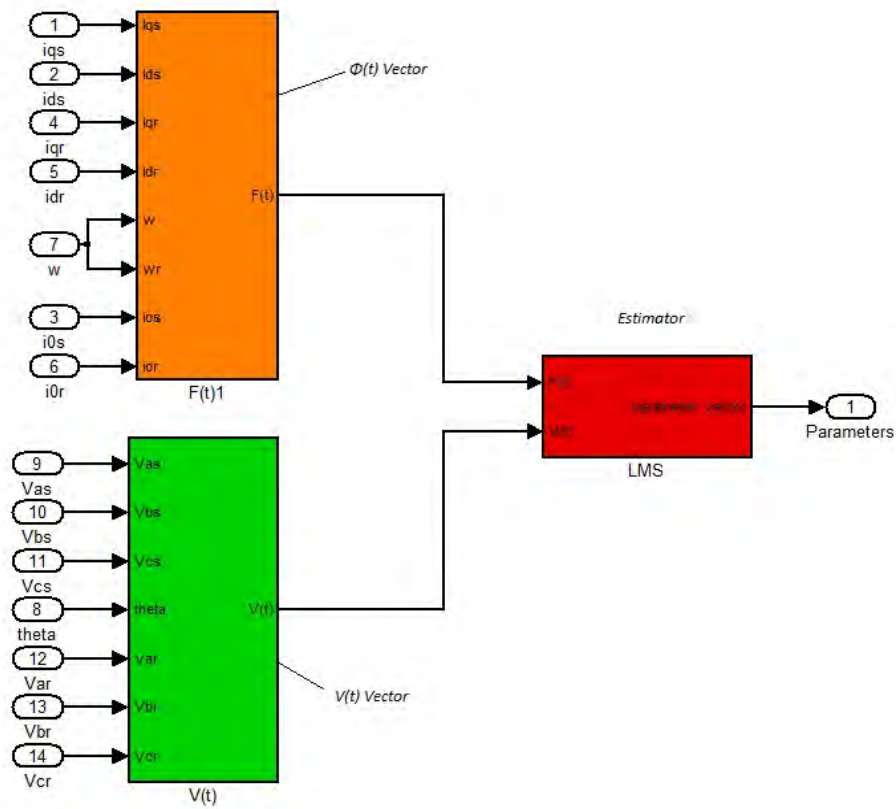 1
iqs
iqs
2
ids
ids
4
iqr
iqr
5
idr
idr
7
w
w
wr
3
i0s
ios
6
i0r
F(t)
F(t)1
Φ(t) Vector
9
Vas
Vas
10
Vbs
Vbs
11
Vcs
Vcs
8
theta
theta
12
Var
Var
13
Vbr
Vbr
14
Vcr
Vcr
V(t)
V(t)
V(t) Vector
Estimator
parameter vector
LMS
1
Parameters